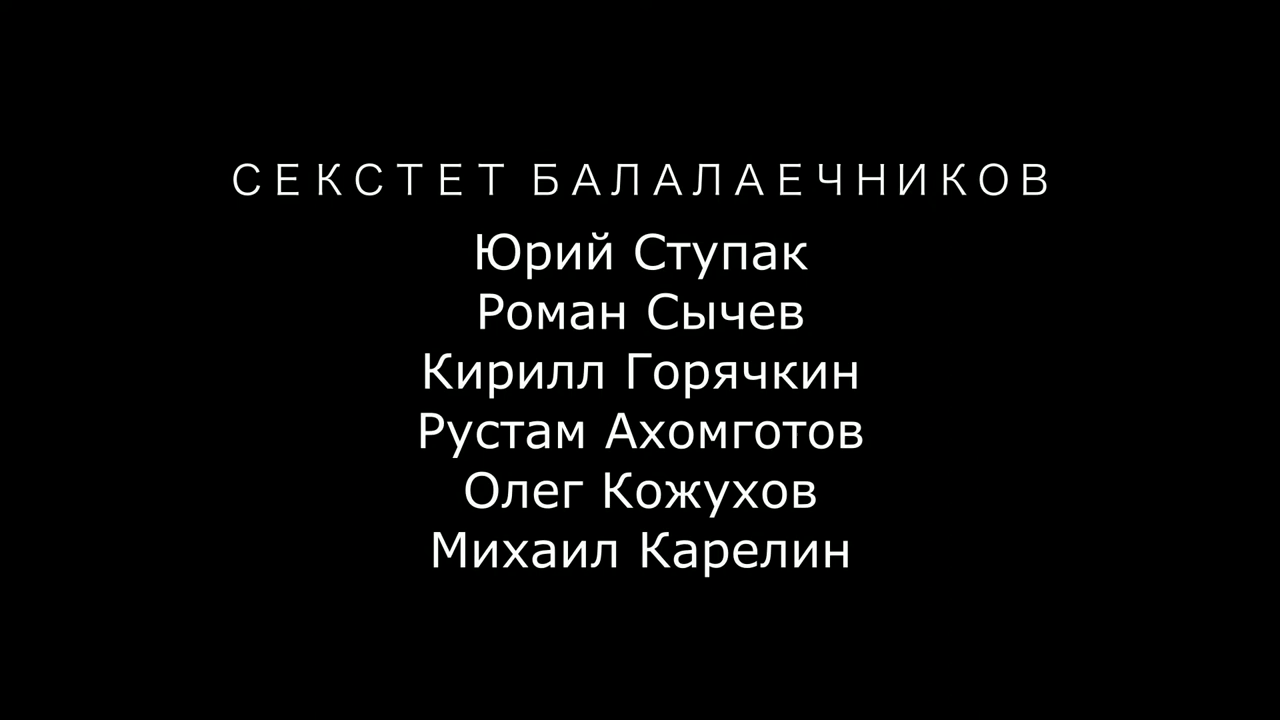 СЕКСТЕТ БАЛАЛАЕЧНИКОВ
Юрий Ступак
Роман Сычев
Кирилл Горячкин
Рустам Ахомготов
Олег Кожухов
Михаил Карелин